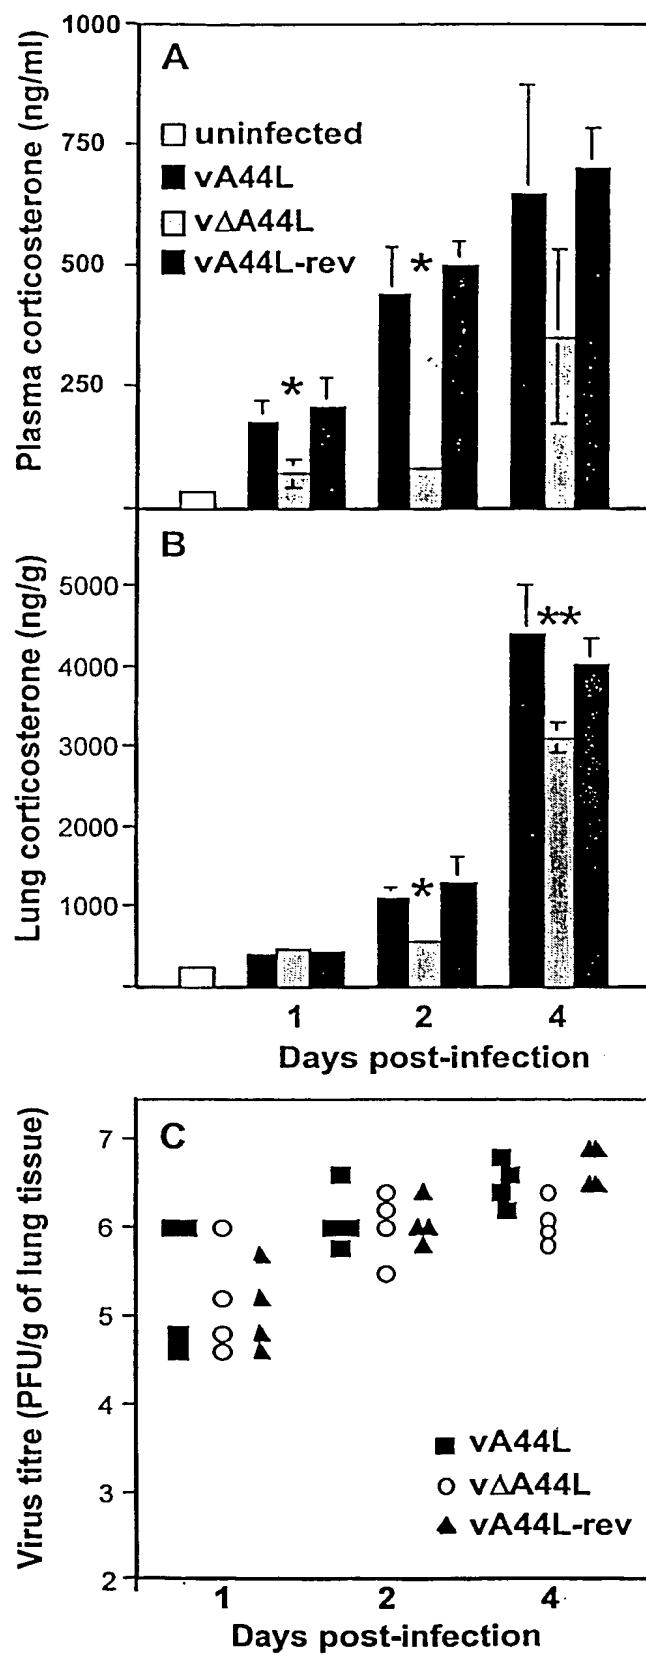 A
Plasma corticosterone (ng/ml)
1000
750
500
250
uninfected
vA44L
vΔA44L
vA44L-rev
*
*
B
Lung corticosterone (ng/g)
5000
4000
3000
2000
1000
*
**
1 2 4
Days post-infection
C
Virus titre (PFU/g of lung tissue)
7
6
5
4
3
2
vA44L
vΔA44L
vA44L-rev
1 2 4
Days post-infection